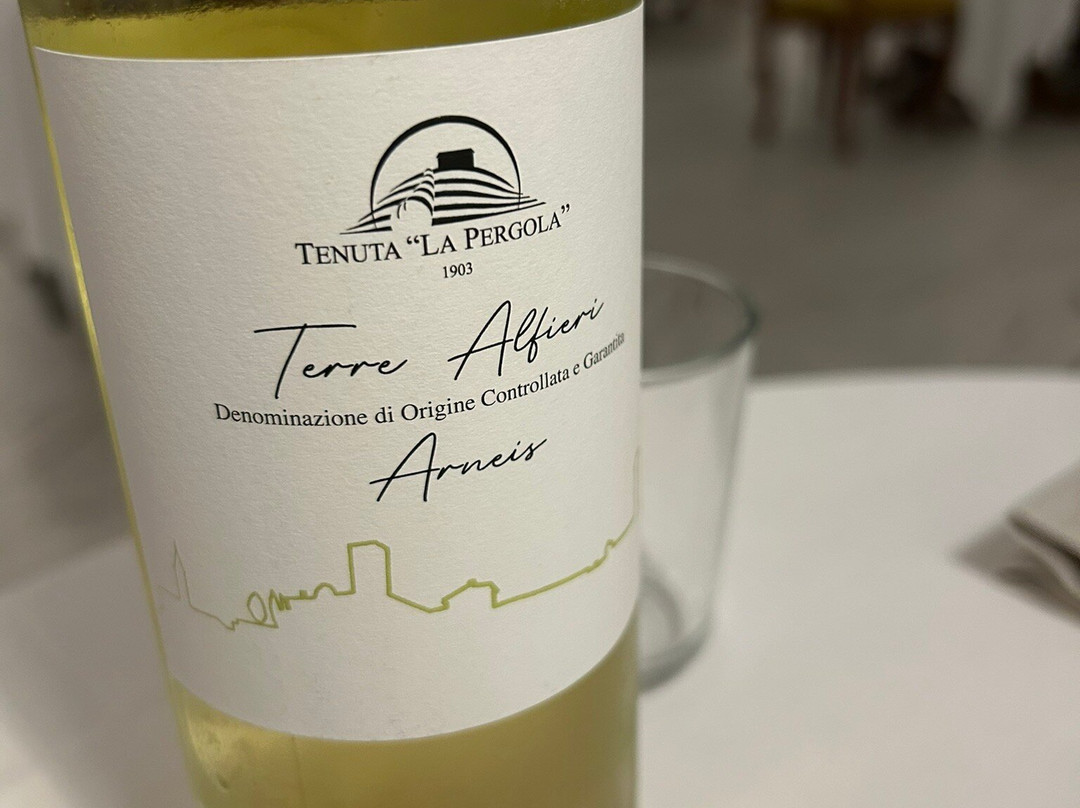 TENUTA “LA PERGOLA”
1903
Terre Alfieri
Denominazione di Origine Controllata e Garantita
Arneis